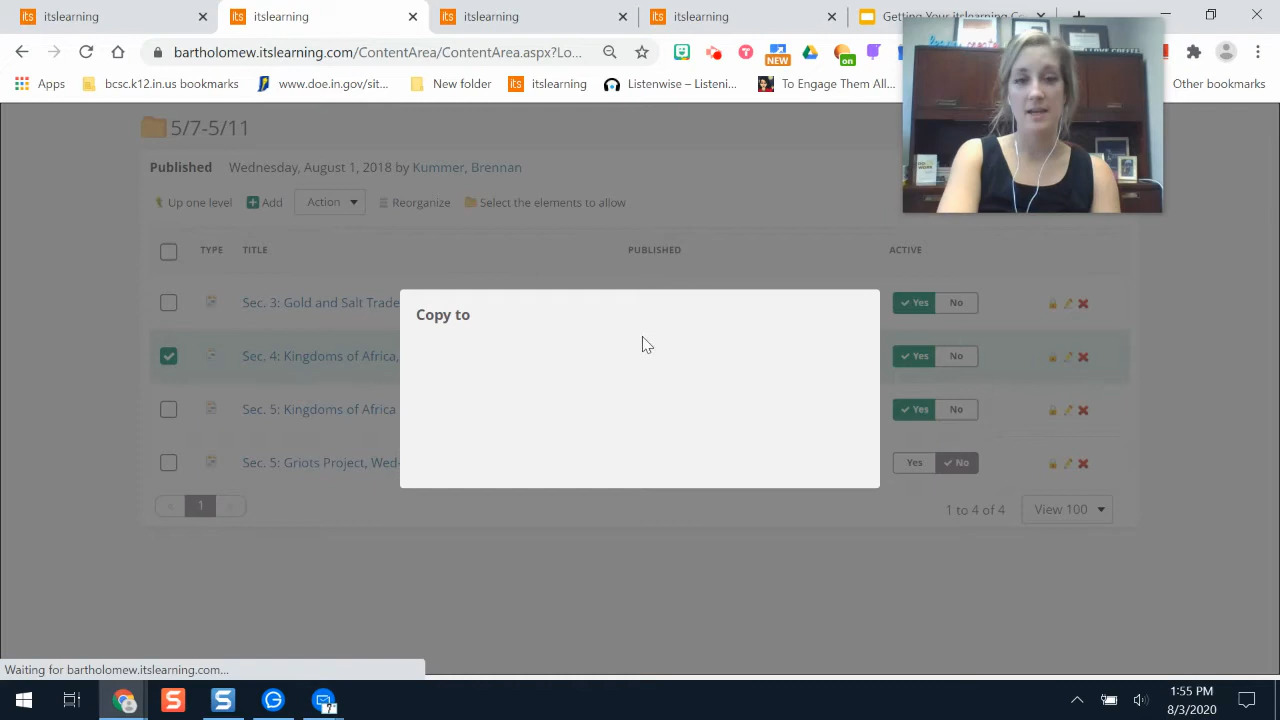 itslearning
itslearning
itslearning
itslearning
Getting Your itslearning C
bartholomew.itslearning.com/ContentArea/ContentArea.aspx?Lo...
NEW
on
bcsc.k12.in.us bookmarks
www.doe.in.gov/sit...
New folder
itslearning
Listenwise – Listeni...
To Engage Them All...
Other bookmarks
5/7-5/11
Published Wednesday, August 1, 2018 by Kummer, Brennan
Up one level Add Action Reorganize Select the elements to allow
TYPE TITLE PUBLISHED ACTIVE
Sec. 3: Gold and Salt Trade Yes No
Copy to
Sec. 4: Kingdoms of Africa, Yes No
Sec. 5: Kingdoms of Africa Yes No
Sec. 5: Griots Project, Wed- Yes No
« 1 1 to 4 of 4 View 100
Waiting for bartholomew.itslearning.com...
1:55 PM
8/3/2020